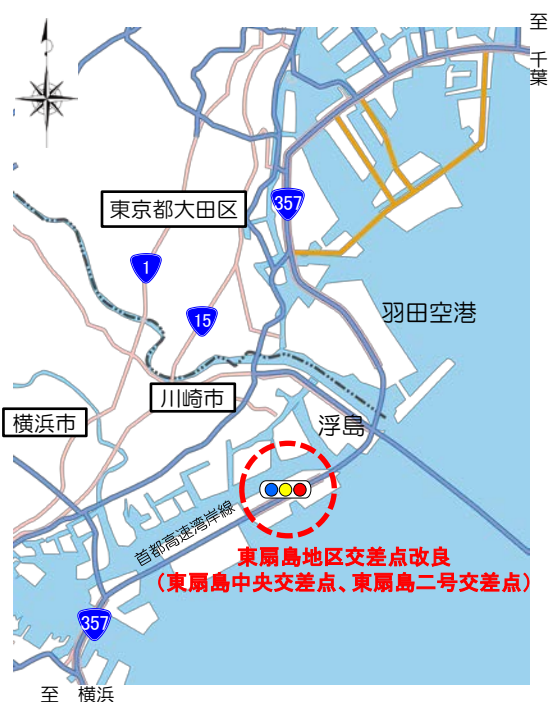 至 千葉
東京都大田区
357
1
羽田空港
15
川崎市
横浜市
浮島
首都高速湾岸線
東扇島地区交差点改良
（東扇島中央交差点、東扇島二号交差点）
357
至 横浜